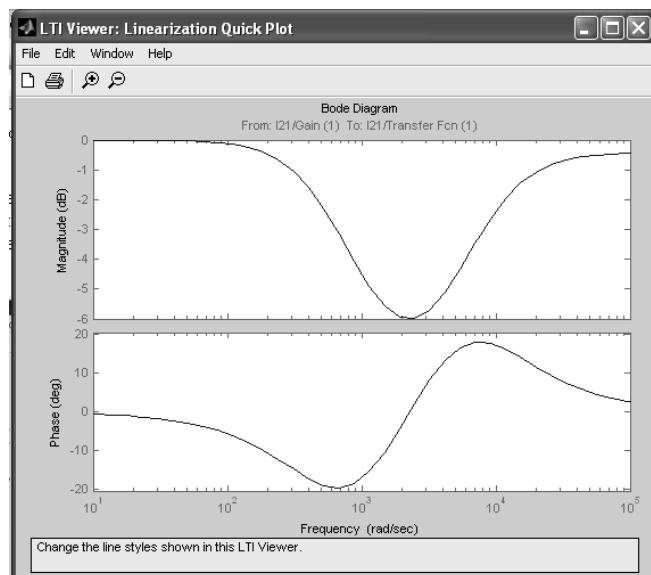 LTI Viewer: Linearization Quick Plot
File Edit Window Help
Bode Diagram
From: I21/Gain (1) To: I21/Transfer Fcn (1)
Magnitude (dB)
0
-1
-2
-3
-4
-5
-6
Phase (deg)
20
10
0
-10
-20
10^1 10^2 10^3 10^4 10^5
Frequency (rad/sec)
Change the line styles shown in this LTI Viewer.